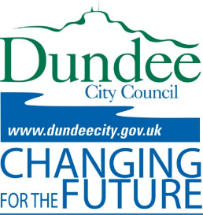 Dundee
City Council
www.dundeecity.gov.uk
CHANGING
FOR THE FUTURE